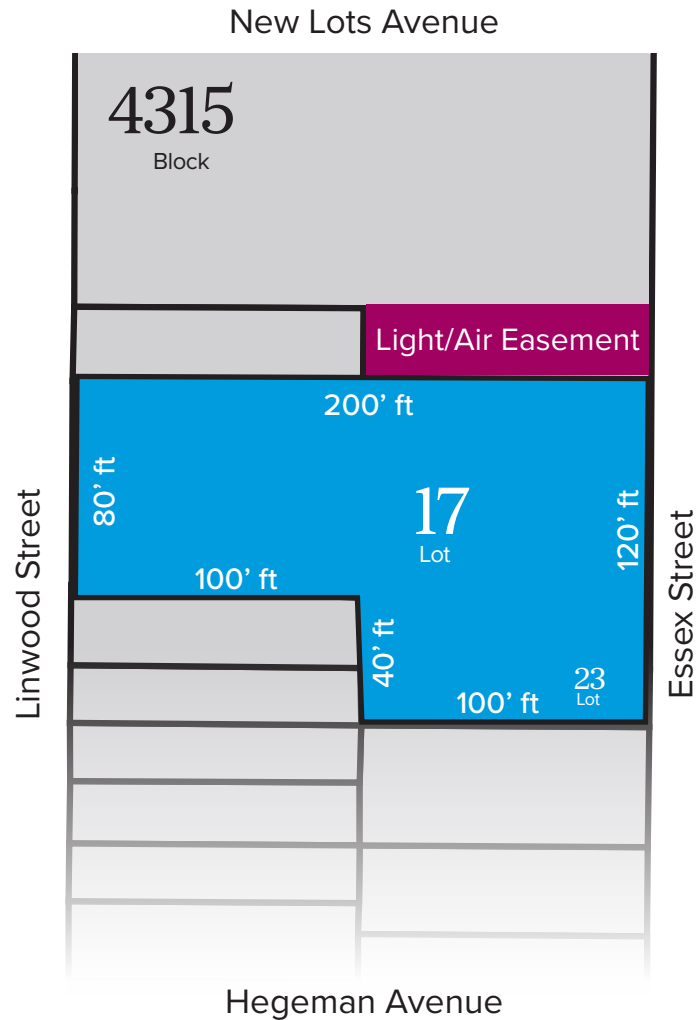 New Lots Avenue
4315
Block
Light/Air Easement
200’ ft
80’ ft
17
Lot
120’ ft
Linwood Street
Essex Street
100’ ft
40’ ft
23
Lot
100’ ft
Hegeman Avenue